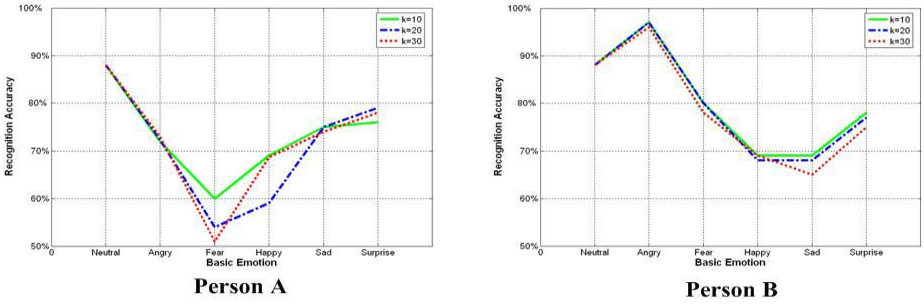 100%
90%
80%
70%
60%
50%
Recognition Accuracy
k=10
k=20
k=30
0
Neutral
Angry
Fear
Happy
Sad
Surprise
Basic Emotion
Person A
100%
90%
80%
70%
60%
50%
Recognition Accuracy
k=10
k=20
k=30
0
Neutral
Angry
Fear
Happy
Sad
Surprise
Basic Emotion
Person B